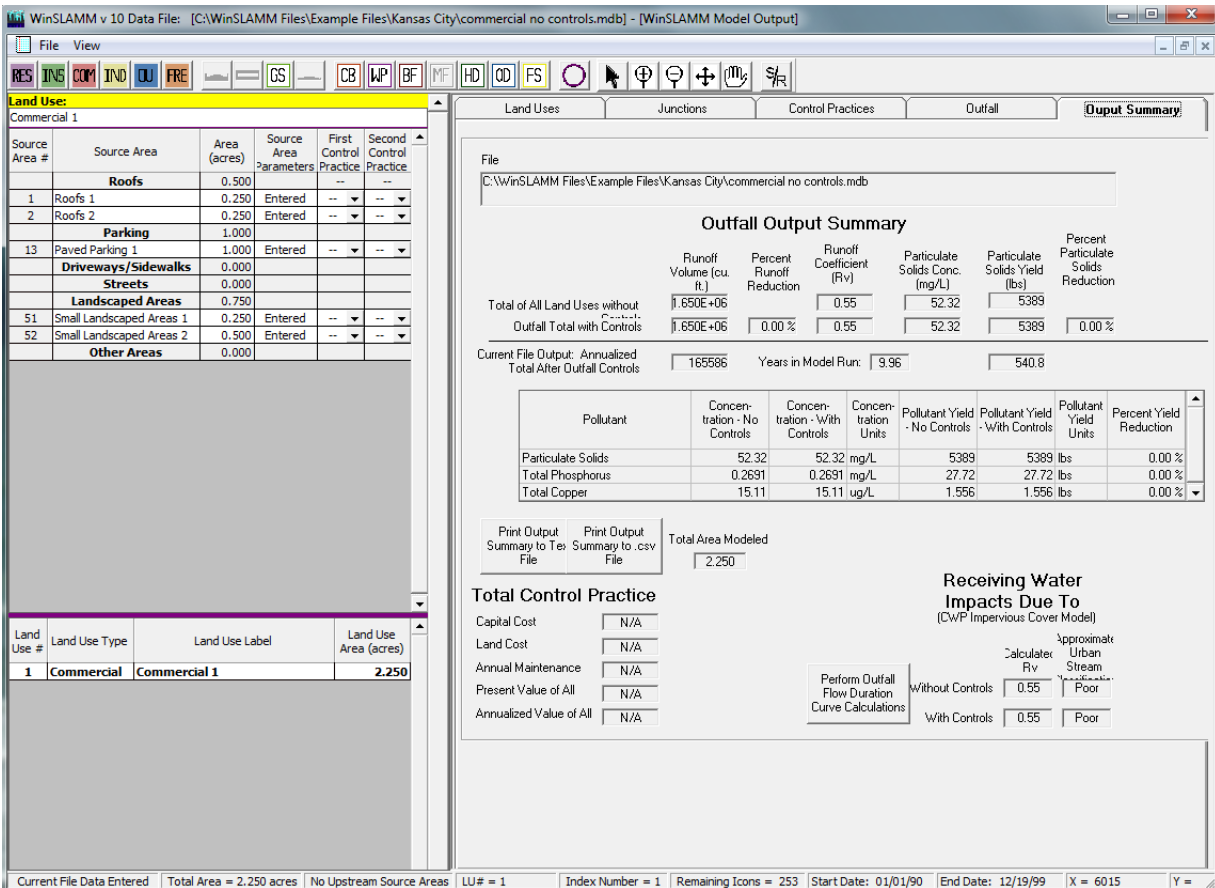 WinSLAMM v 10 Data File: [C:\WinSLAMM Files\Example Files\Kansas City\commercial no controls.mdb] - [WinSLAMM Model Output]
File View
RES INS COM IND OU FRE GS CB WP BF MF HD OD FS S/R
Land Use:
Commercial 1
Source Area # Source Area Area (acres) Source Area Parameters First Control Practice Second Control Practice
Roofs 0.500 -- --
1 Roofs 1 0.250 Entered -- --
2 Roofs 2 0.250 Entered -- --
Parking 1.000
13 Paved Parking 1 1.000 Entered -- --
Driveways/Sidewalks 0.000
Streets 0.000
Landscaped Areas 0.750
51 Small Landscaped Areas 1 0.250 Entered -- --
52 Small Landscaped Areas 2 0.500 Entered -- --
Other Areas 0.000
Land Use # Land Use Type Land Use Label Land Use Area (acres)
1 Commercial Commercial 1 2.250
Land Uses Junctions Control Practices Outfall Ouput Summary
File
C:\WinSLAMM Files\Example Files\Kansas City\commercial no controls.mdb
Outfall Output Summary
Runoff Volume (cu. ft.) Percent Runoff Reduction Runoff Coefficient (Rv) Particulate Solids Conc. (mg/L) Particulate Solids Yield (lbs) Percent Particulate Solids Reduction
Total of All Land Uses without 1.650E+06 0.55 52.32 5389
Outfall Total with Controls 1.650E+06 0.00 % 0.55 52.32 5389 0.00 %
Current File Output: Annualized Total After Outfall Controls 165586 Years in Model Run: 9.96 540.8
Pollutant Concen-tration - No Controls Concen-tration - With Controls Concen-tration Units Pollutant Yield - No Controls Pollutant Yield - With Controls Pollutant Yield Units Percent Yield Reduction
Particulate Solids 52.32 52.32 mg/L 5389 5389 lbs 0.00 %
Total Phosphorus 0.2691 0.2691 mg/L 27.72 27.72 lbs 0.00 %
Total Copper 15.11 15.11 ug/L 1.556 1.556 lbs 0.00 %
Print Output Summary to Tex File
Print Output Summary to .csv File
Total Area Modeled
2.250
Total Control Practice
Capital Cost N/A
Land Cost N/A
Annual Maintenance N/A
Present Value of All N/A
Annualized Value of All N/A
Perform Outfall Flow Duration Curve Calculations
Receiving Water
Impacts Due To
(CWP Impervious Cover Model)
Calculated Rv Approximate Urban Stream
Without Controls 0.55 Poor
With Controls 0.55 Poor
Current File Data Entered Total Area = 2.250 acres No Upstream Source Areas LU# = 1 Index Number = 1 Remaining Icons = 253 Start Date: 01/01/90 End Date: 12/19/99 X = 6015 Y =